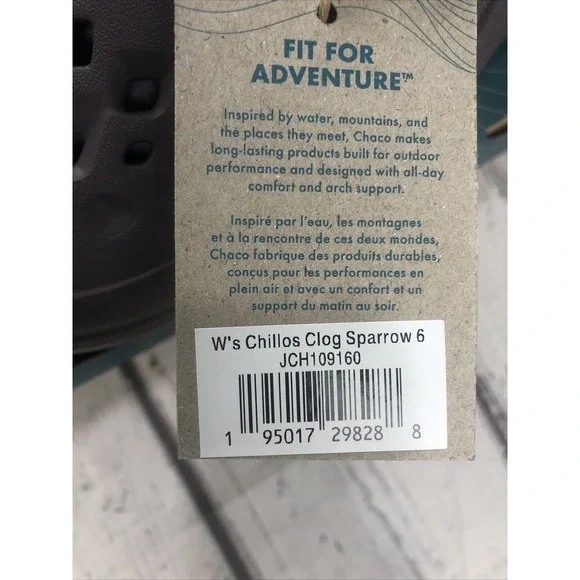 FIT FOR
ADVENTURE™
Inspired by water, mountains, and
the places they meet, Chaco makes
long-lasting products built for outdoor
performance and designed with all-day
comfort and arch support.
Inspiré par l'eau, les montagnes
et à la rencontre de ces deux mondes,
Chaco fabrique des produits durables,
conçus pour les performances en
plein air et avec un confort et un
support du matin au soir.
W's Chillos Clog Sparrow 6
JCH109160
1 95017 29828 8